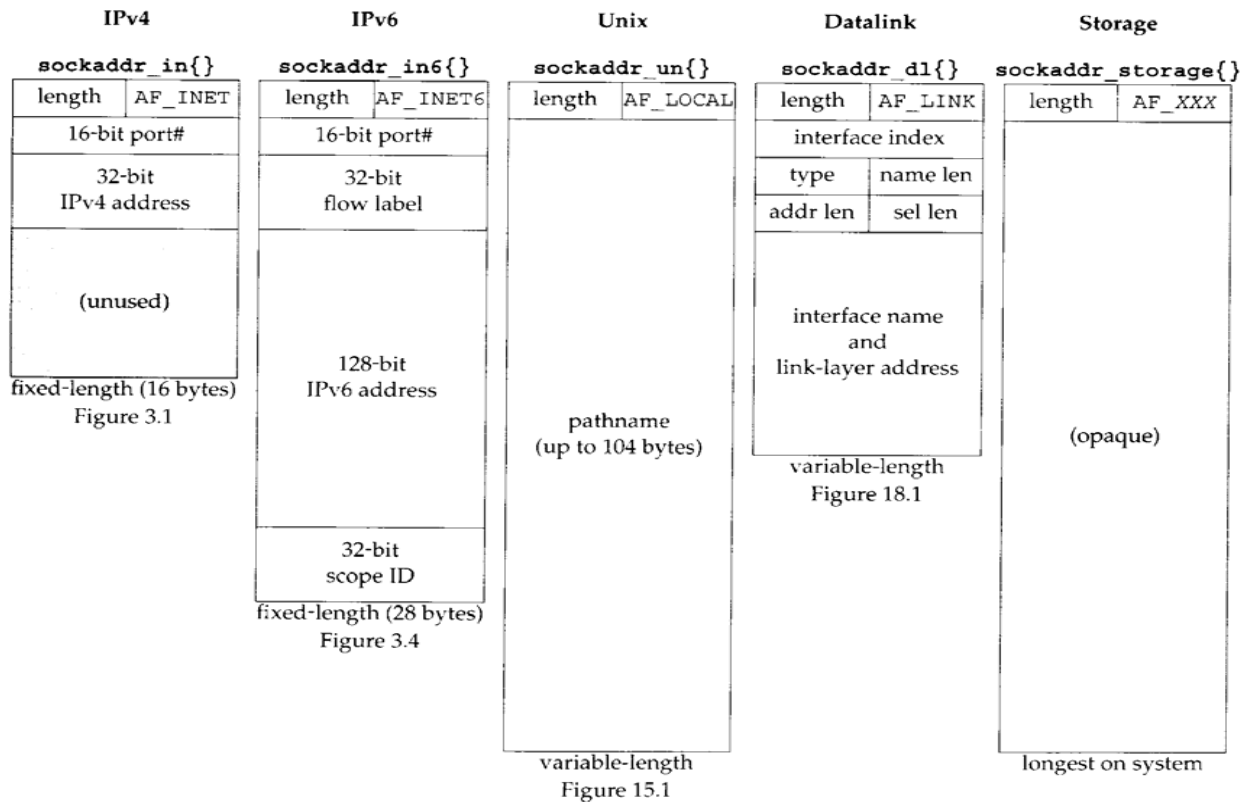 IPv4
sockaddr_in{}
length AF_INET
16-bit port#
32-bit
IPv4 address
(unused)
fixed-length (16 bytes)
Figure 3.1
IPv6
sockaddr_in6{}
length AF_INET6
16-bit port#
32-bit
flow label
128-bit
IPv6 address
32-bit
scope ID
fixed-length (28 bytes)
Figure 3.4
Unix
sockaddr_un{}
length AF_LOCAL
pathname
(up to 104 bytes)
variable-length
Figure 15.1
Datalink
sockaddr_dl{}
length AF_LINK
interface index
type name len
addr len sel len
interface name
and
link-layer address
variable-length
Figure 18.1
Storage
sockaddr_storage{}
length AF_XXX
(opaque)
longest on system